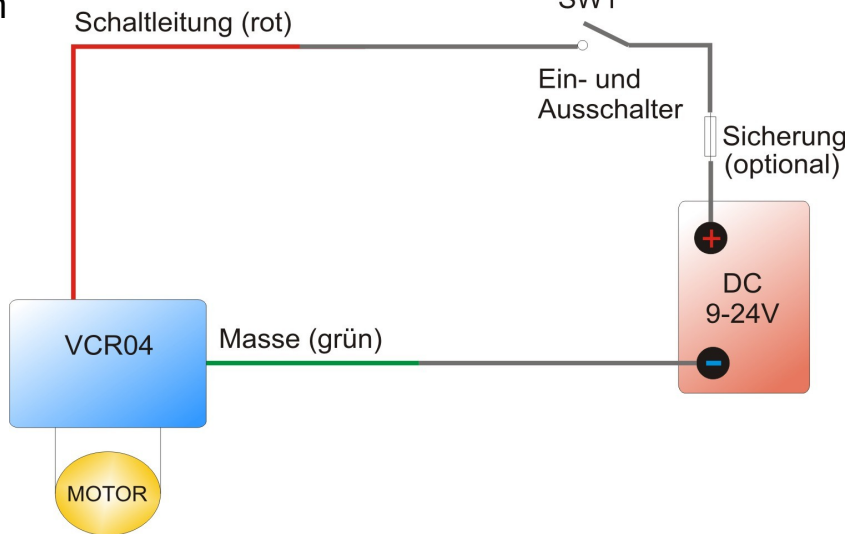 Schaltleitung (rot)
SW1
Ein- und
Ausschalter
Sicherung
(optional)
+
DC
9-24V
VCR04
Masse (grün)
-
MOTOR